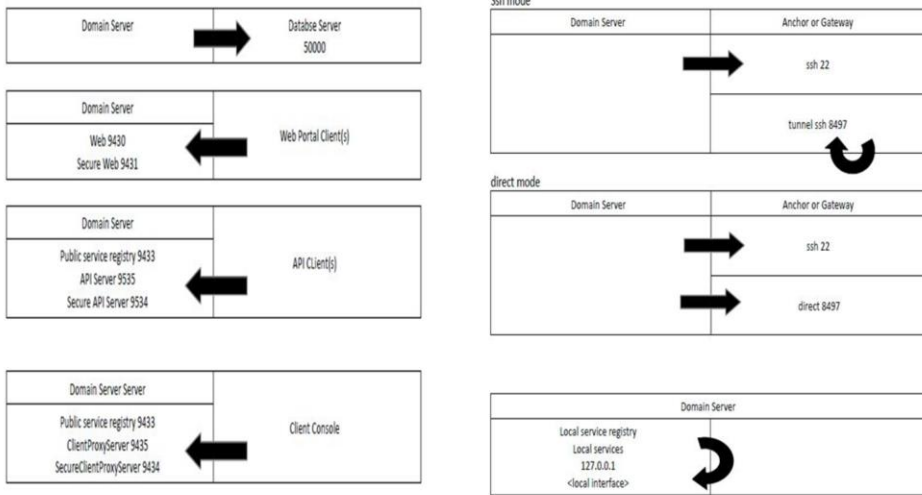 Domain Server
Databse Server
50000
Domain Server
Web 9430
Secure Web 9431
Web Portal Client(s)
Domain Server
Public service registry 9433
API Server 9535
Secure API Server 9534
API CLient(s)
Domain Server Server
Public service registry 9433
ClientProxyServer 9435
SecureClientProxyServer 9434
Client Console
Ssh mode
Domain Server
Anchor or Gateway
ssh 22
tunnel ssh 8497
direct mode
Domain Server
Anchor or Gateway
ssh 22
direct 8497
Domain Server
Local service registry
Local services
127.0.0.1
<local interface>